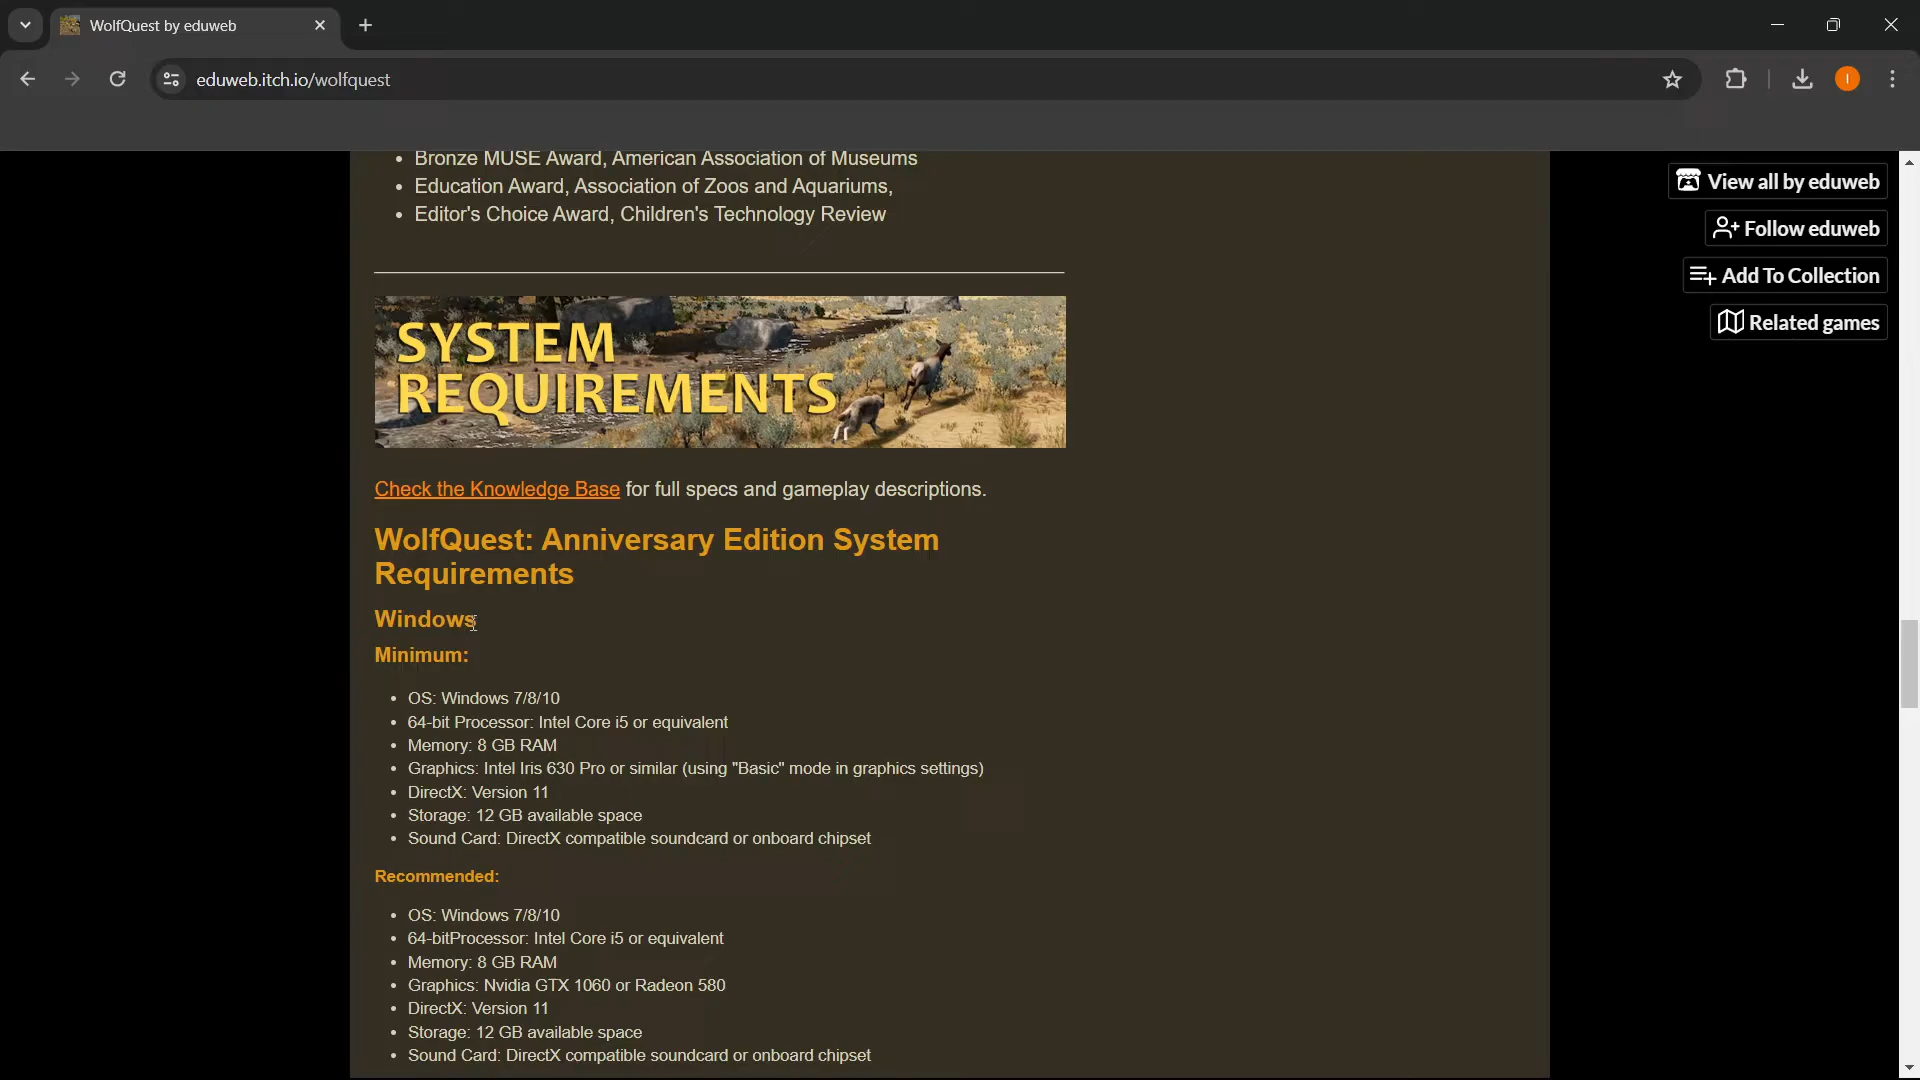 WolfQuest by eduweb
eduweb.itch.io/wolfquest
I
• Bronze MUSE Award, American Association of Museums
• Education Award, Association of Zoos and Aquariums,
• Editor's Choice Award, Children's Technology Review
View all by eduweb
Follow eduweb
Add To Collection
Related games
SYSTEM
REQUIREMENTS
Check the Knowledge Base for full specs and gameplay descriptions.
WolfQuest: Anniversary Edition System
Requirements
Windows
Minimum:
• OS: Windows 7/8/10
• 64-bit Processor: Intel Core i5 or equivalent
• Memory: 8 GB RAM
• Graphics: Intel Iris 630 Pro or similar (using "Basic" mode in graphics settings)
• DirectX: Version 11
• Storage: 12 GB available space
• Sound Card: DirectX compatible soundcard or onboard chipset
Recommended:
• OS: Windows 7/8/10
• 64-bitProcessor: Intel Core i5 or equivalent
• Memory: 8 GB RAM
• Graphics: Nvidia GTX 1060 or Radeon 580
• DirectX: Version 11
• Storage: 12 GB available space
• Sound Card: DirectX compatible soundcard or onboard chipset